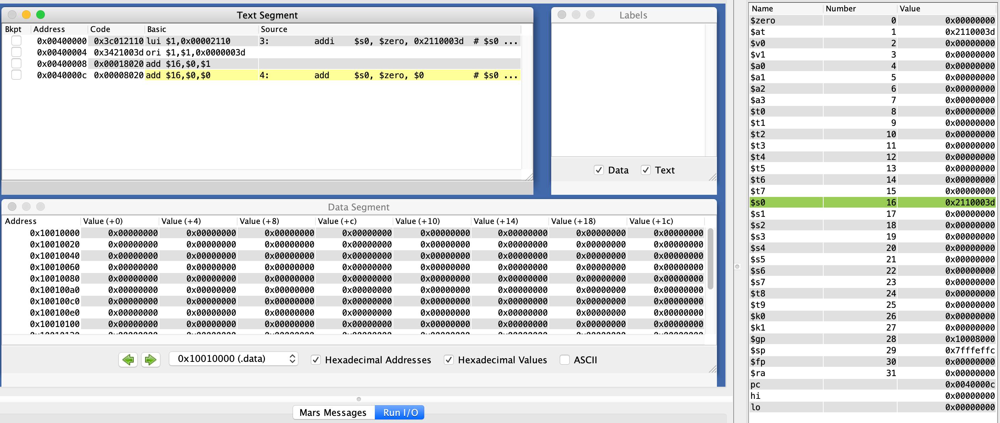 Text Segment
Bkpt Address Code Basic Source
0x00400000 0x3c012110 lui $1,0x00002110 3: addi $s0, $zero, 0x2110003d # $s0 ...
0x00400004 0x3421003d ori $1,$1,0x0000003d
0x00400008 0x00018020 add $16,$0,$1
0x0040000c 0x00008020 add $16,$0,$0 4: add $s0, $zero, $0 # $s0 ...
Labels
Data Text
Data Segment
Address Value (+0) Value (+4) Value (+8) Value (+c) Value (+10) Value (+14) Value (+18) Value (+1c)
0x10010000 0x00000000 0x00000000 0x00000000 0x00000000 0x00000000 0x00000000 0x00000000 0x00000000
0x10010020 0x00000000 0x00000000 0x00000000 0x00000000 0x00000000 0x00000000 0x00000000 0x00000000
0x10010040 0x00000000 0x00000000 0x00000000 0x00000000 0x00000000 0x00000000 0x00000000 0x00000000
0x10010060 0x00000000 0x00000000 0x00000000 0x00000000 0x00000000 0x00000000 0x00000000 0x00000000
0x10010080 0x00000000 0x00000000 0x00000000 0x00000000 0x00000000 0x00000000 0x00000000 0x00000000
0x100100a0 0x00000000 0x00000000 0x00000000 0x00000000 0x00000000 0x00000000 0x00000000 0x00000000
0x100100c0 0x00000000 0x00000000 0x00000000 0x00000000 0x00000000 0x00000000 0x00000000 0x00000000
0x100100e0 0x00000000 0x00000000 0x00000000 0x00000000 0x00000000 0x00000000 0x00000000 0x00000000
0x10010100 0x00000000 0x00000000 0x00000000 0x00000000 0x00000000 0x00000000 0x00000000 0x00000000
0x10010000 (.data) Hexadecimal Addresses Hexadecimal Values ASCII
Mars Messages Run I/O
Name Number Value
$zero 0 0x00000000
$at 1 0x2110003d
$v0 2 0x00000000
$v1 3 0x00000000
$a0 4 0x00000000
$a1 5 0x00000000
$a2 6 0x00000000
$a3 7 0x00000000
$t0 8 0x00000000
$t1 9 0x00000000
$t2 10 0x00000000
$t3 11 0x00000000
$t4 12 0x00000000
$t5 13 0x00000000
$t6 14 0x00000000
$t7 15 0x00000000
$s0 16 0x2110003d
$s1 17 0x00000000
$s2 18 0x00000000
$s3 19 0x00000000
$s4 20 0x00000000
$s5 21 0x00000000
$s6 22 0x00000000
$s7 23 0x00000000
$t8 24 0x00000000
$t9 25 0x00000000
$k0 26 0x00000000
$k1 27 0x00000000
$gp 28 0x10008000
$sp 29 0x7fffeffc
$fp 30 0x00000000
$ra 31 0x00000000
pc 0x0040000c
hi 0x00000000
lo 0x00000000